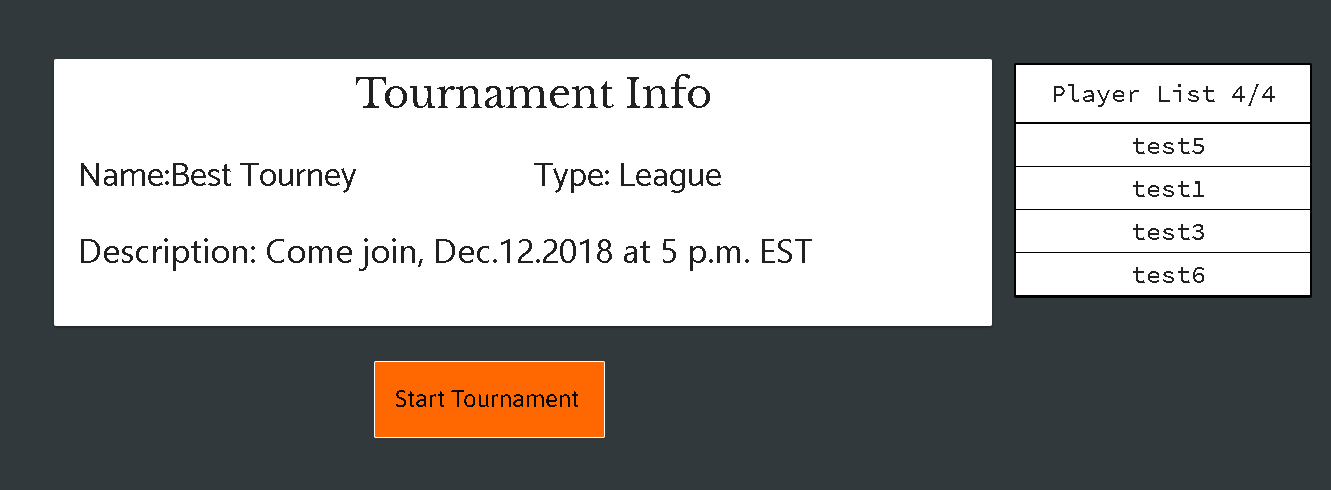 Tournament Info
Name:Best Tourney Type: League
Description: Come join, Dec.12.2018 at 5 p.m. EST
Start Tournament
Player List 4/4
test5
test1
test3
test6